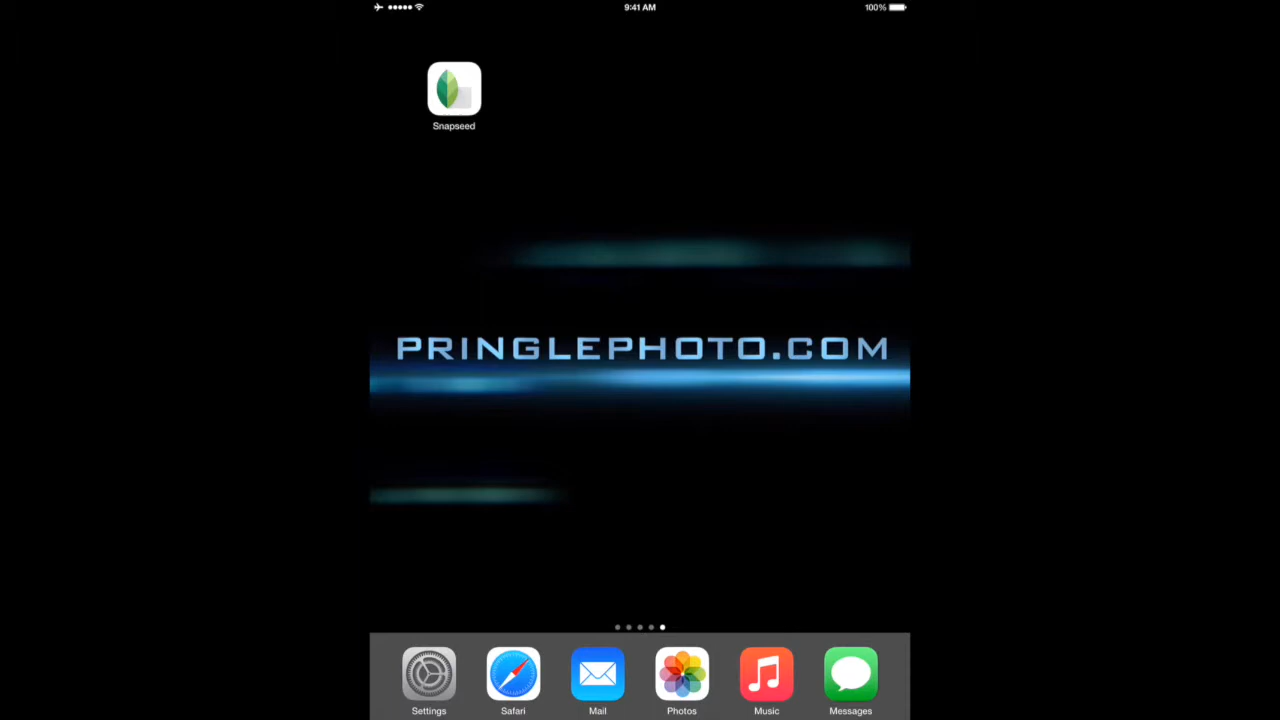 9:41 AM
100%
Snapseed
PRINGLEPHOTO.COM
Settings
Safari
Mail
Photos
Music
Messages